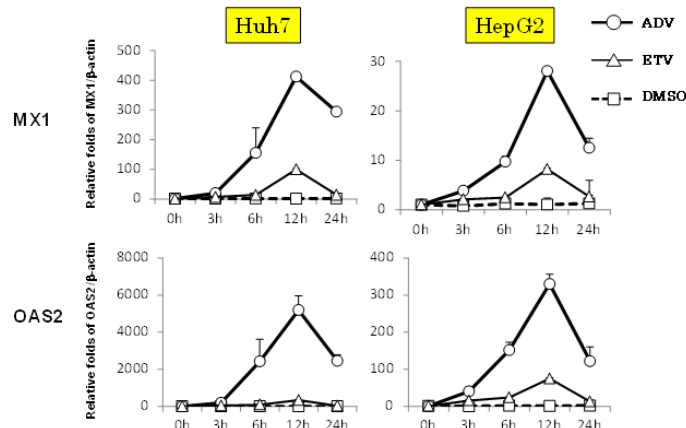 Huh7
HepG2
ADV
ETV
DMSO
MX1
Relative folds of MX1/β-actin
500
400
300
200
100
0
0h 3h 6h 12h 24h
30
20
10
0
0h 3h 6h 12h 24h
OAS2
Relative folds of OAS2/β-actin
8000
6000
4000
2000
0
0h 3h 6h 12h 24h
400
300
200
100
0
0h 3h 6h 12h 24h